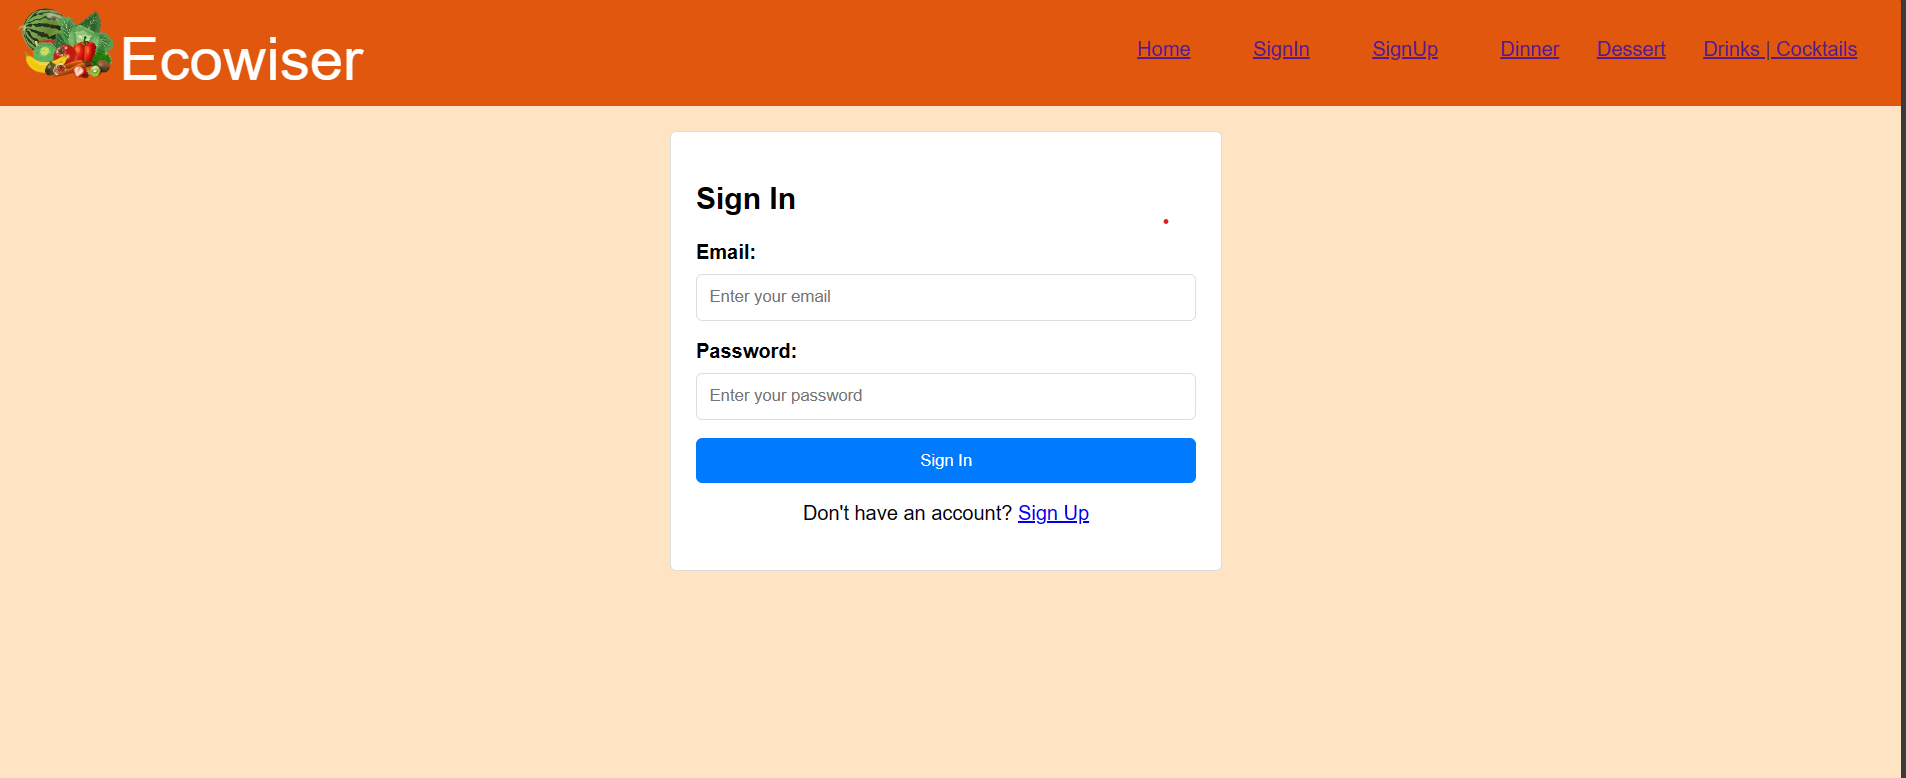 Ecowiser
Home SignIn SignUp Dinner Dessert Drinks | Cocktails
Sign In
Email:
Enter your email
Password:
Enter your password
Sign In
Don't have an account? Sign Up